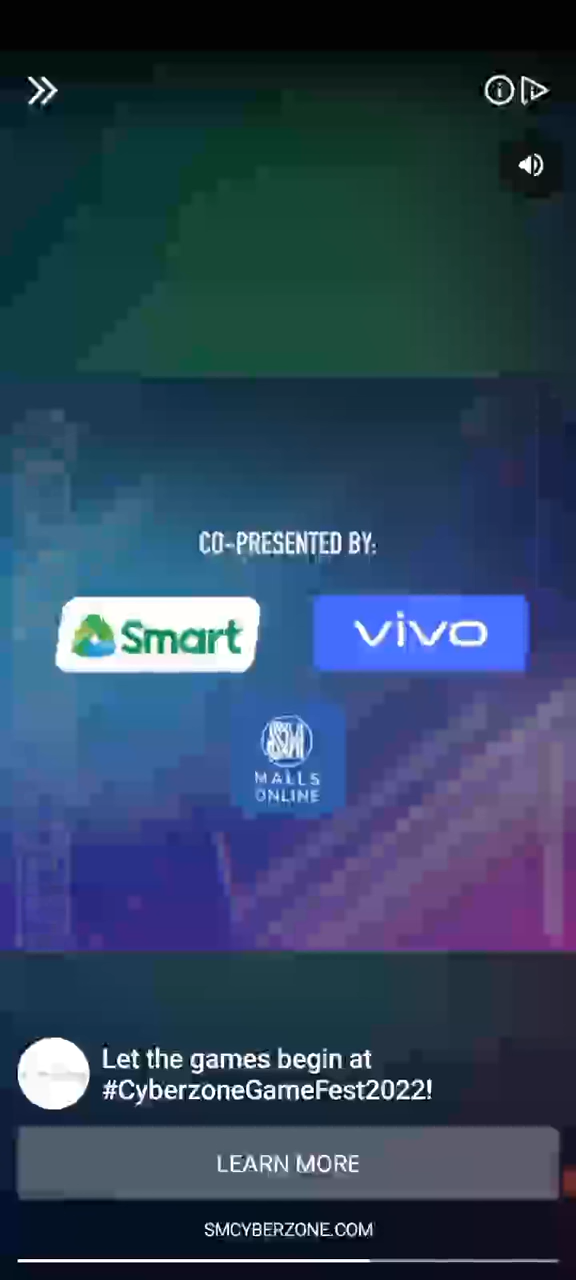 CO-PRESENTED BY:
Smart
vivo
SM
MALLS
ONLINE
Let the games begin at
#CyberzoneGameFest2022!
LEARN MORE
SMCYBERZONE.COM